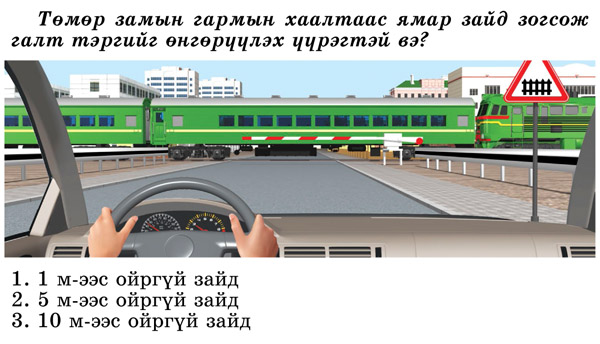 Төмөр замын гармын хаалтаас ямар зайд зогсож
галт тэргийг өнгөрүүлэх үүрэгтэй вэ?
1. 1 м-ээс ойргүй зайд
2. 5 м-ээс ойргүй зайд
3. 10 м-ээс ойргүй зайд